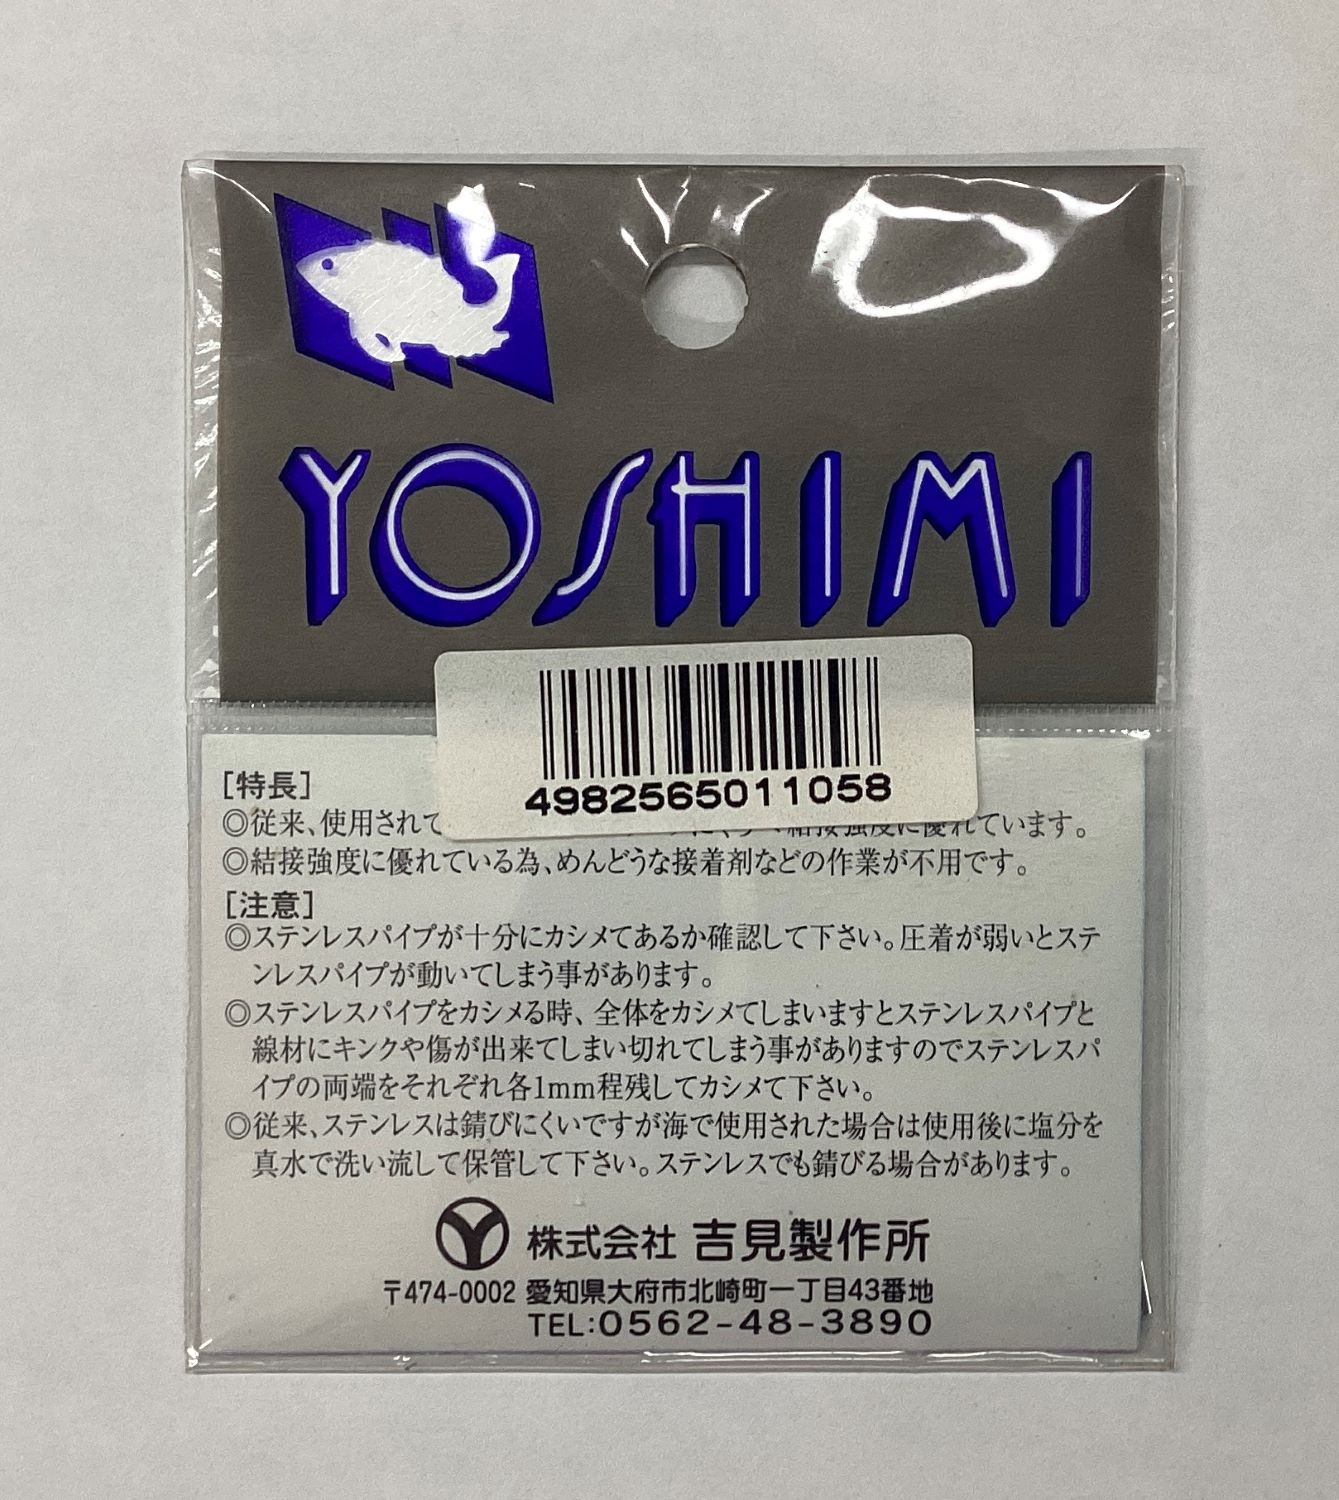 YOSHIMI
4982565011058
[特長]
◎従来、使用されて 結接強度に優れています。
◎結接強度に優れている為、めんどうな接着剤などの作業が不用です。
[注意]
◎ステンレスパイプが十分にカシメてあるか確認して下さい。圧着が弱いとステ
ンレスパイプが動いてしまう事があります。
◎ステンレスパイプをカシメる時、全体をカシメてしまいますとステンレスパイプと
線材にキンクや傷が出来てしまい切れてしまう事がありますのでステンレスパ
イプの両端をそれぞれ各1mm程残してカシメて下さい。
◎従来、ステンレスは錆びにくいですが海で使用された場合は使用後に塩分を
真水で洗い流して保管して下さい。ステンレスでも錆びる場合があります。
株式会社 吉見製作所
〒474-0002 愛知県大府市北崎町一丁目43番地
TEL:0562-48-3890